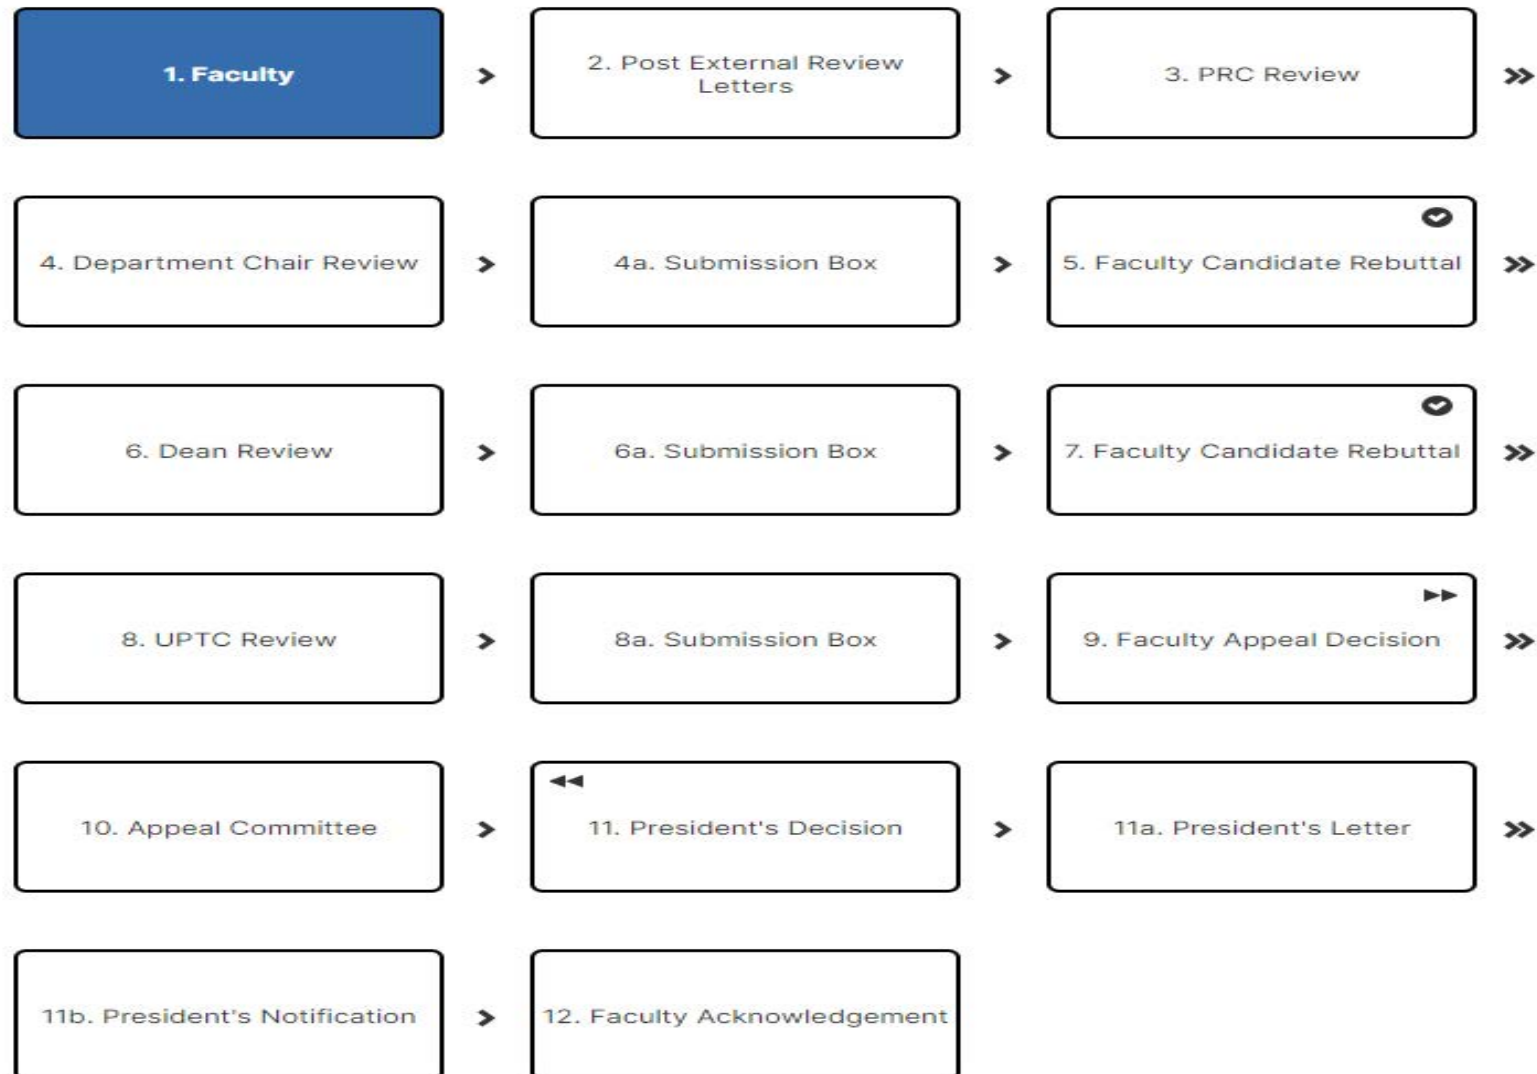 1. Faculty
2. Post External Review
Letters
3. PRC Review
4. Department Chair Review
4a. Submission Box
5. Faculty Candidate Rebuttal
6. Dean Review
6a. Submission Box
7. Faculty Candidate Rebuttal
8. UPTC Review
8a. Submission Box
9. Faculty Appeal Decision
10. Appeal Committee
11. President's Decision
11a. President's Letter
11b. President's Notification
12. Faculty Acknowledgement